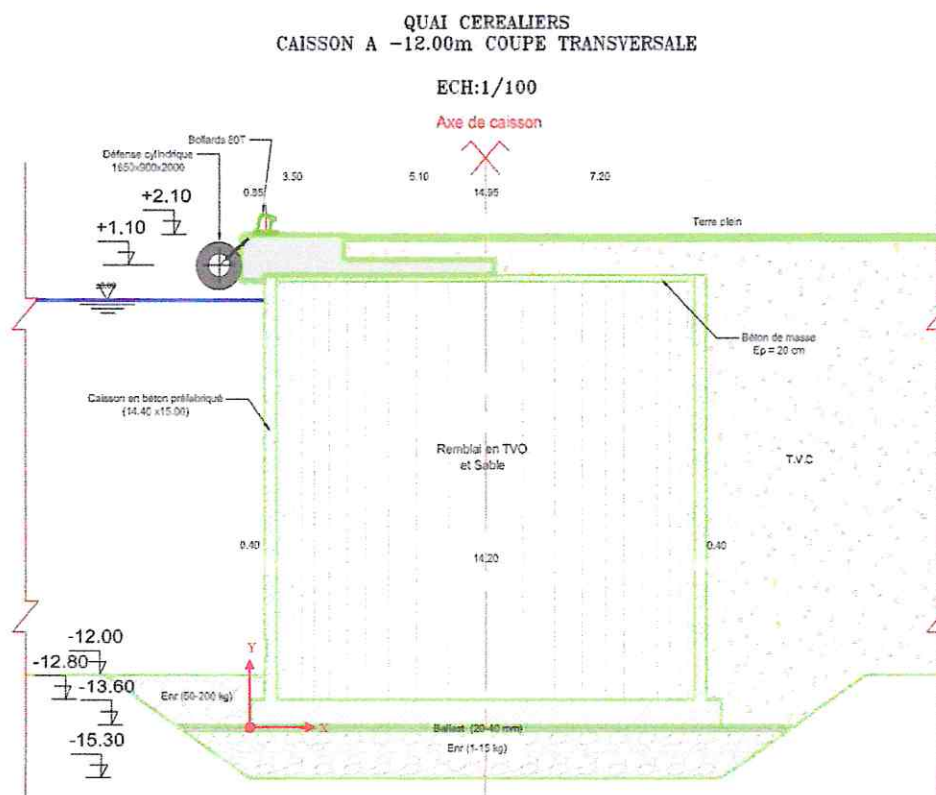 QUAI CEREALIERS
CAISSON A -12.00m COUPE TRANSVERSALE
ECH:1/100
Axe de caisson
Bollards 80T
Défense cylindrique
1650x900x2000
0.85
3.50
5.10
14.95
7.20
+2.10
+1.10
Terre plein
Béton de masse
Ep = 20 cm
Caisson en béton préfabriqué
(14.40 x15.00)
Remblai en TVO
et Sable
T.V.C
0.40
14.20
0.40
-12.00
-12.80
-13.60
-15.30
Y
X
Enr (50-200 kg)
Ballast (20-40 mm)
Enr (1-15 kg)